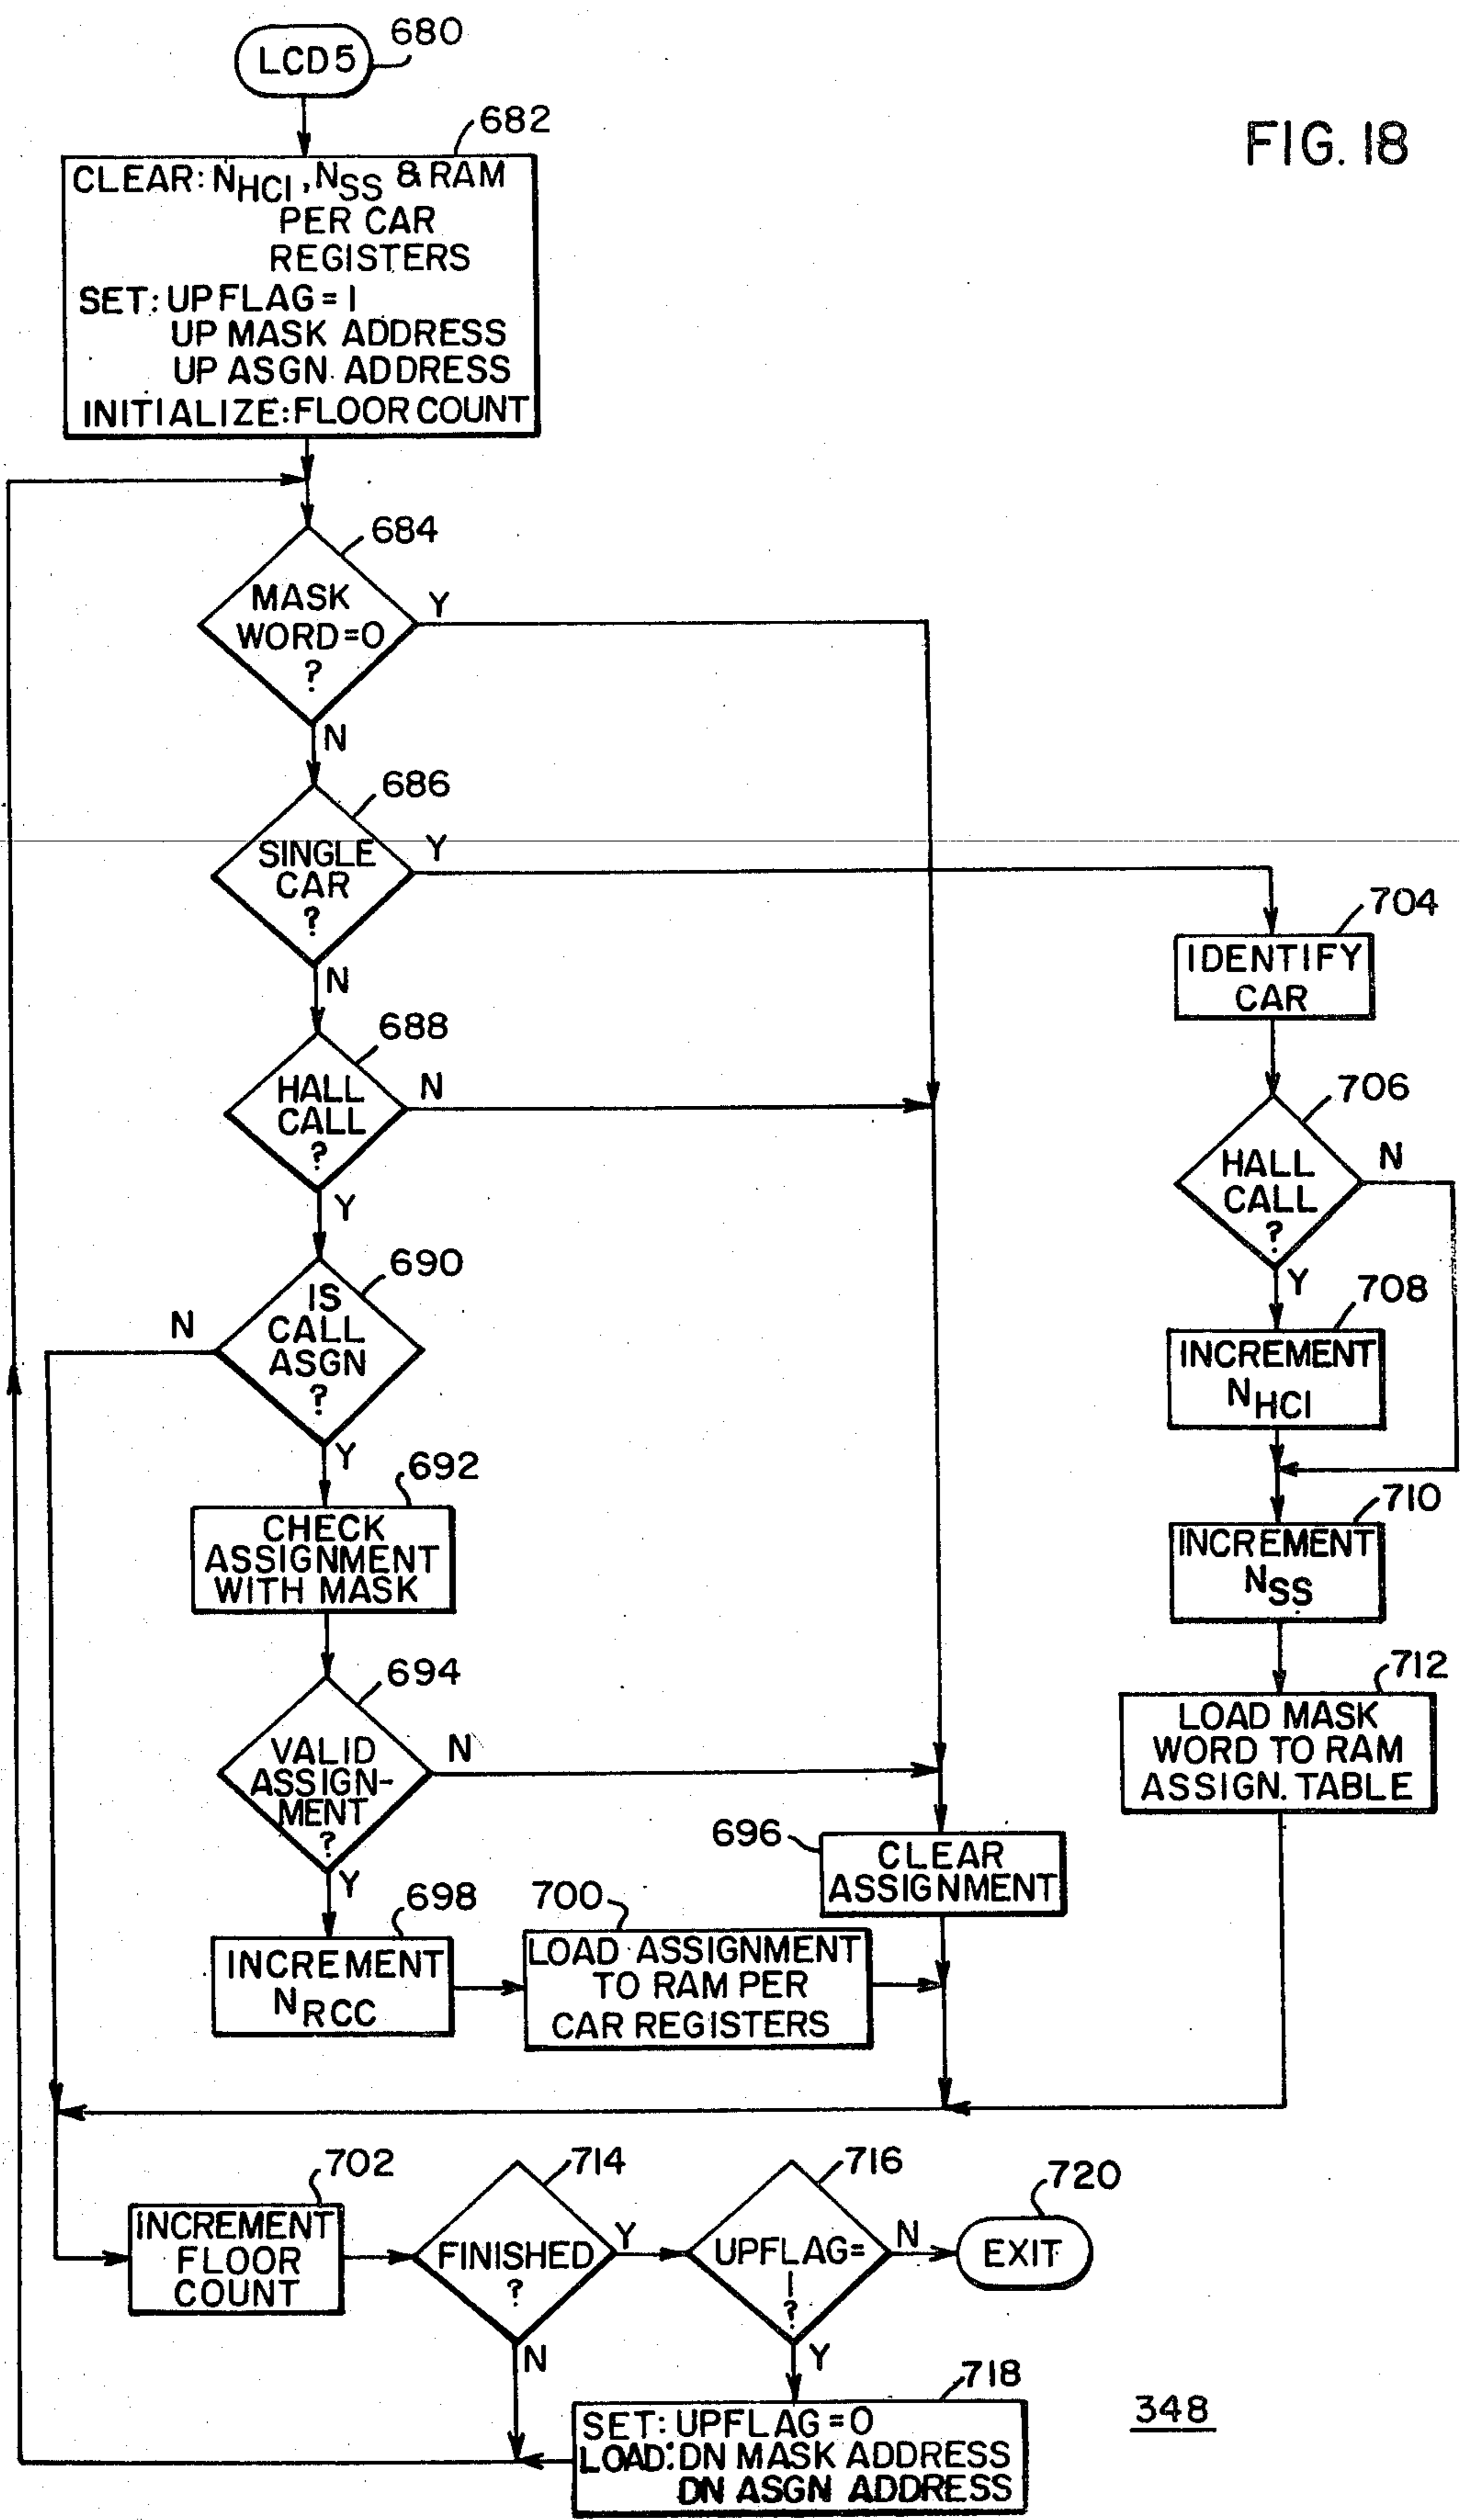 LCD5
680
FIG. 18
682
CLEAR: NHCI, NSS & RAM
PER CAR
REGISTERS
SET: UPFLAG = 1
UP MASK ADDRESS
UP ASGN. ADDRESS
INITIALIZE: FLOOR COUNT
684
MASK
WORD=0
?
Y
N
686
SINGLE
CAR
?
Y
N
704
IDENTIFY
CAR
688
HALL
CALL
?
N
Y
706
HALL
CALL
?
N
Y
690
IS
CALL
ASGN
?
N
Y
708
INCREMENT
NHCI
692
CHECK
ASSIGNMENT
WITH MASK
710
INCREMENT
NSS
694
VALID
ASSIGN-
MENT
?
N
Y
712
LOAD MASK
WORD TO RAM
ASSIGN. TABLE
696
CLEAR
ASSIGNMENT
698
INCREMENT
NRCC
700
LOAD ASSIGNMENT
TO RAM PER
CAR REGISTERS
702
INCREMENT
FLOOR
COUNT
714
FINISHED
?
Y
N
716
UPFLAG=
1
?
N
Y
720
EXIT
718
SET: UPFLAG=0
LOAD: DN MASK ADDRESS
DN ASGN ADDRESS
348